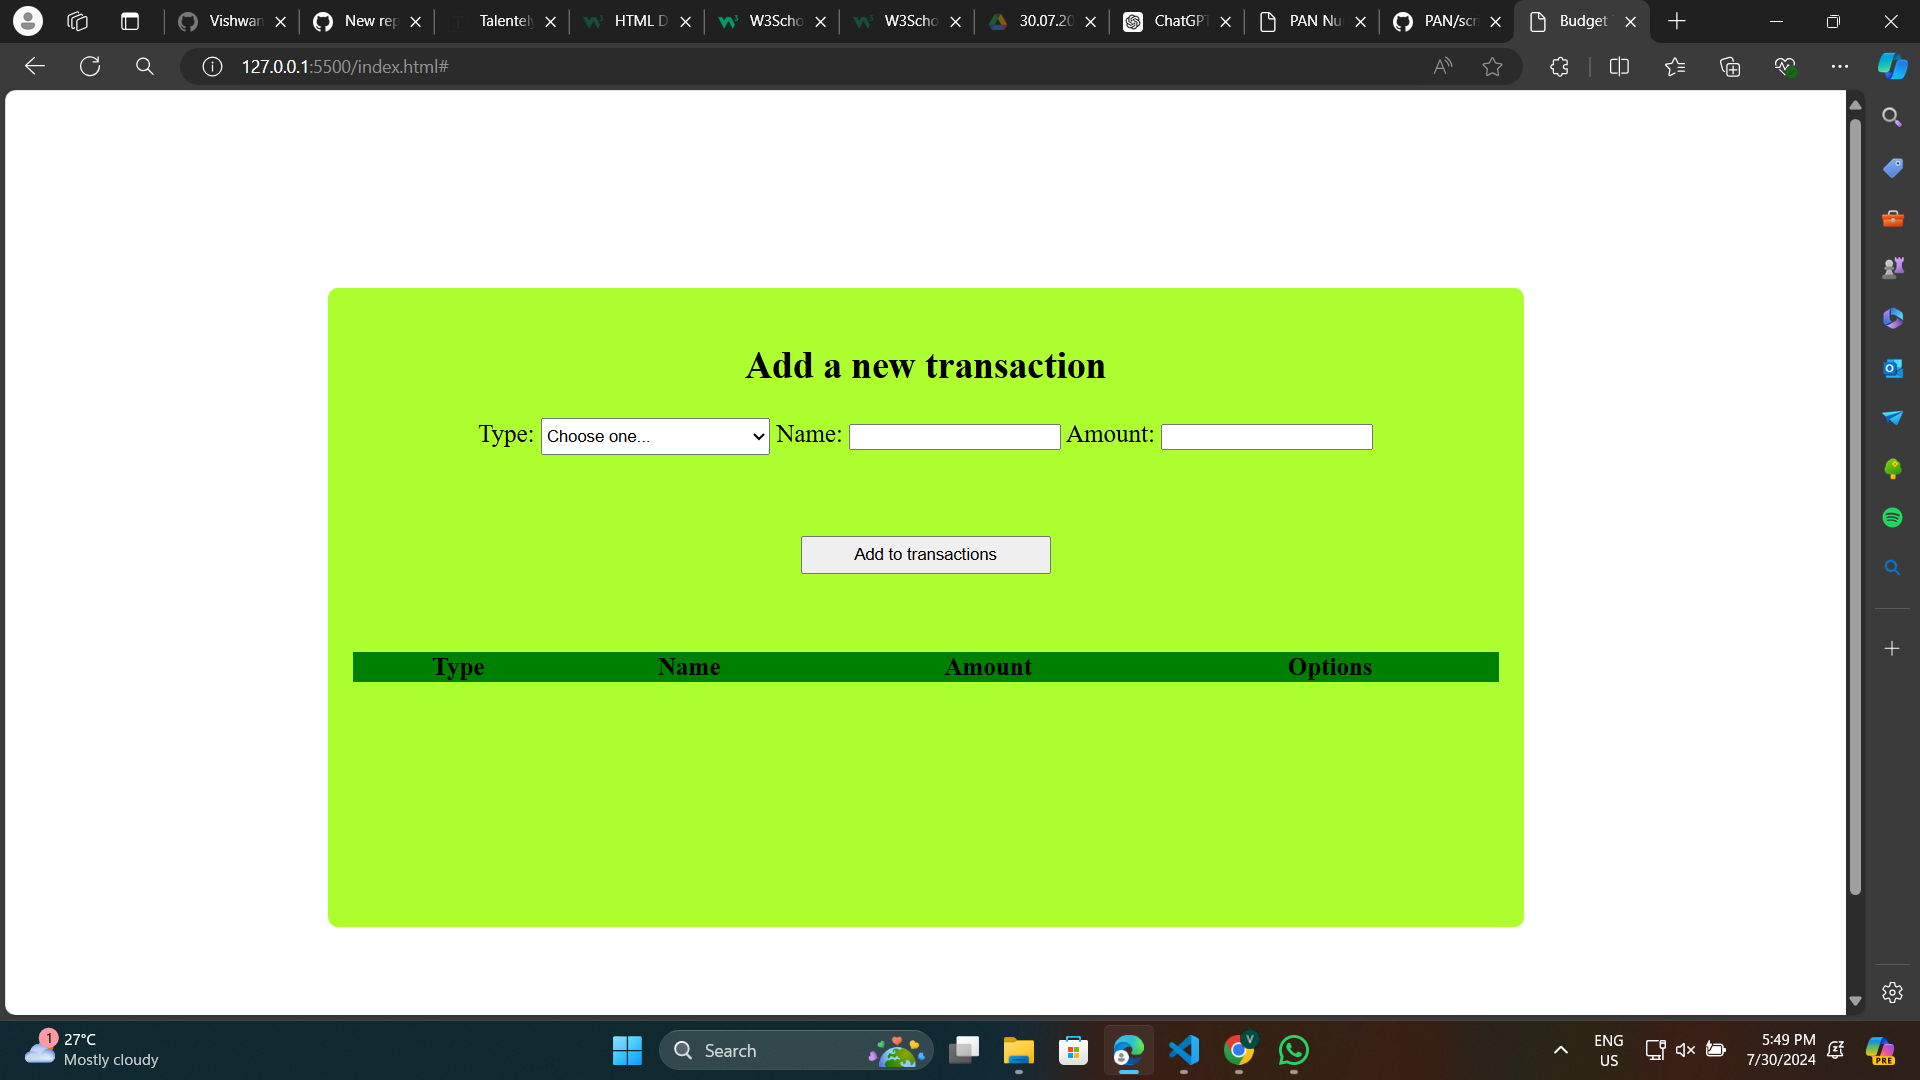 Vishwan
New rep
Talentely
HTML D
W3Scho
W3Scho
30.07.20
ChatGPT
PAN Nu
PAN/scr
Budget
127.0.0.1:5500/index.html#
Add a new transaction
Type: Choose one... Name: Amount:
Add to transactions
Type Name Amount Options
1
27°C
Mostly cloudy
Search
V
ENG
US
5:49 PM
7/30/2024
PRE